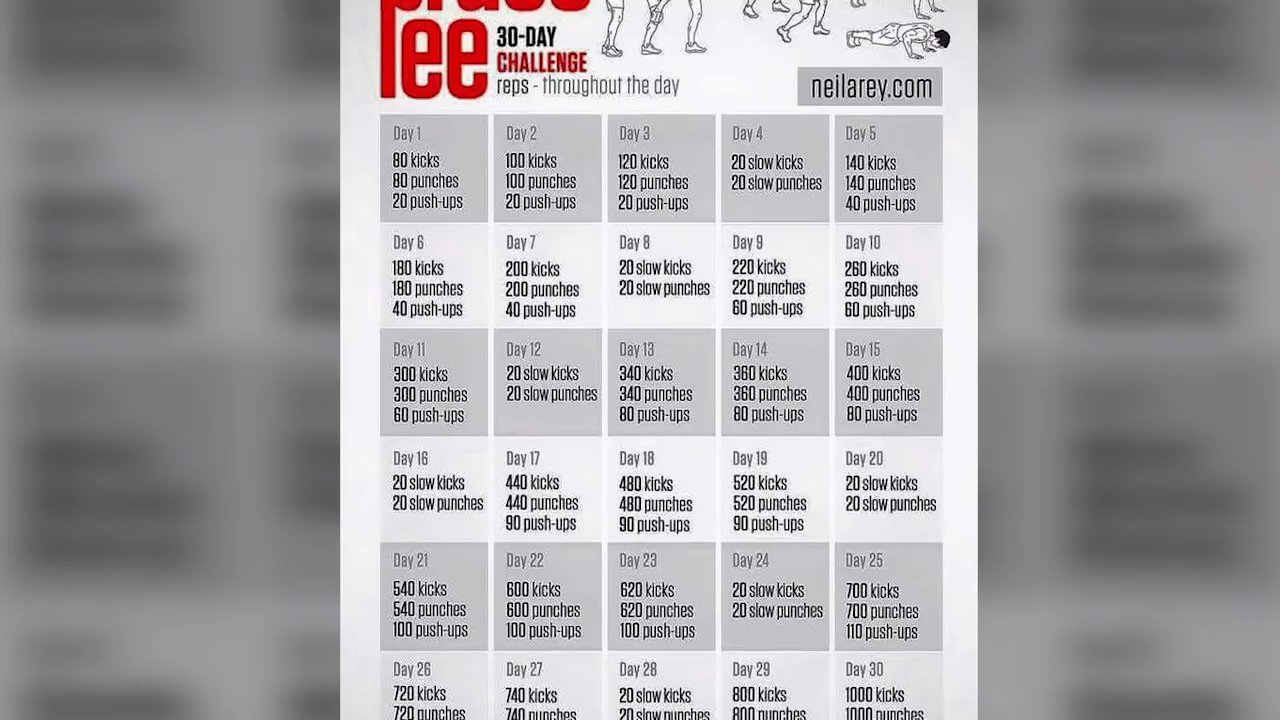 lee
30-DAY
CHALLENGE
reps - throughout the day
neilarey.com
Day 1
80 kicks
80 punches
20 push-ups
Day 2
100 kicks
100 punches
20 push-ups
Day 3
120 kicks
120 punches
20 push-ups
Day 4
20 slow kicks
20 slow punches
Day 5
140 kicks
140 punches
40 push-ups
Day 6
180 kicks
180 punches
40 push-ups
Day 7
200 kicks
200 punches
40 push-ups
Day 8
20 slow kicks
20 slow punches
Day 9
220 kicks
220 punches
60 push-ups
Day 10
260 kicks
260 punches
60 push-ups
Day 11
300 kicks
300 punches
60 push-ups
Day 12
20 slow kicks
20 slow punches
Day 13
340 kicks
340 punches
80 push-ups
Day 14
360 kicks
360 punches
80 push-ups
Day 15
400 kicks
400 punches
80 push-ups
Day 16
20 slow kicks
20 slow punches
Day 17
440 kicks
440 punches
90 push-ups
Day 18
480 kicks
480 punches
90 push-ups
Day 19
520 kicks
520 punches
90 push-ups
Day 20
20 slow kicks
20 slow punches
Day 21
540 kicks
540 punches
100 push-ups
Day 22
600 kicks
600 punches
100 push-ups
Day 23
620 kicks
620 punches
100 push-ups
Day 24
20 slow kicks
20 slow punches
Day 25
700 kicks
700 punches
110 push-ups
Day 26
720 kicks
720 punches
Day 27
740 kicks
740 punches
Day 28
20 slow kicks
20 slow punches
Day 29
800 kicks
800 punches
Day 30
1000 kicks
1000 punches